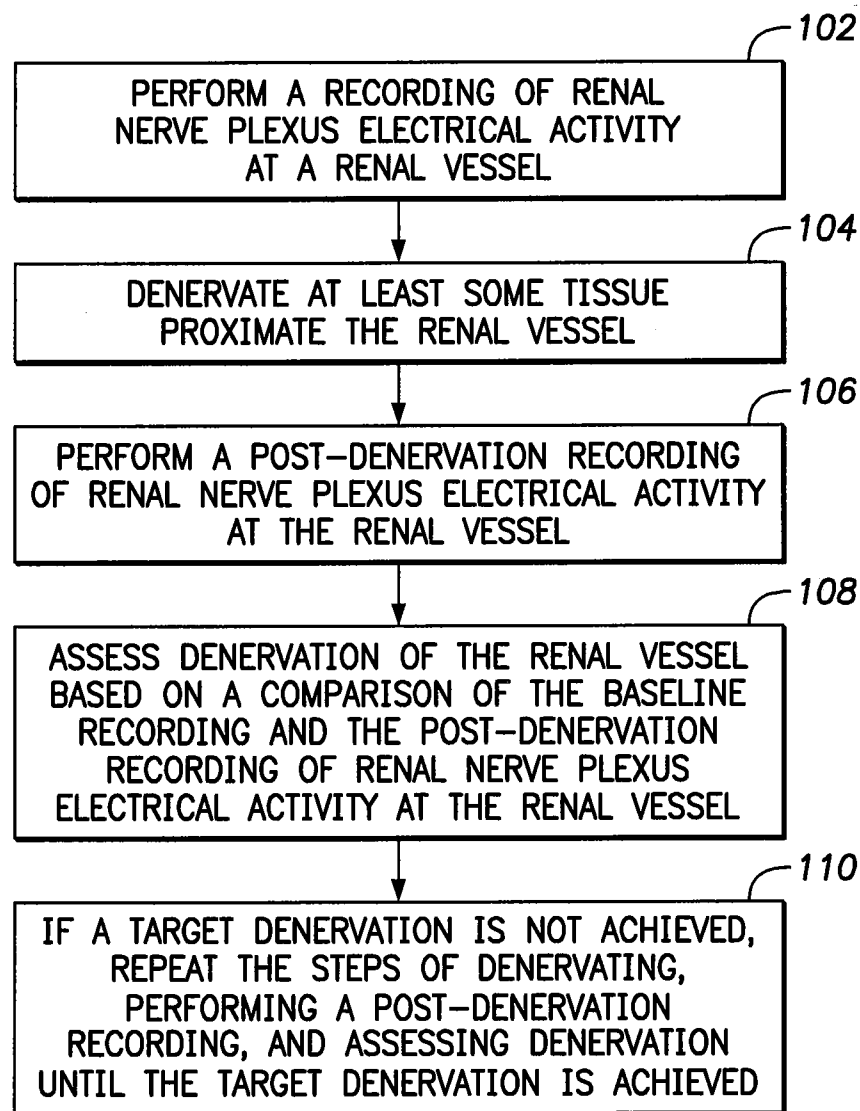 102
PERFORM A RECORDING OF RENAL
NERVE PLEXUS ELECTRICAL ACTIVITY
AT A RENAL VESSEL
104
DENERVATE AT LEAST SOME TISSUE
PROXIMATE THE RENAL VESSEL
106
PERFORM A POST-DENERVATION RECORDING
OF RENAL NERVE PLEXUS ELECTRICAL ACTIVITY
AT THE RENAL VESSEL
108
ASSESS DENERVATION OF THE RENAL VESSEL
BASED ON A COMPARISON OF THE BASELINE
RECORDING AND THE POST-DENERVATION
RECORDING OF RENAL NERVE PLEXUS
ELECTRICAL ACTIVITY AT THE RENAL VESSEL
110
IF A TARGET DENERVATION IS NOT ACHIEVED,
REPEAT THE STEPS OF DENERVATING,
PERFORMING A POST-DENERVATION
RECORDING, AND ASSESSING DENERVATION
UNTIL THE TARGET DENERVATION IS ACHIEVED